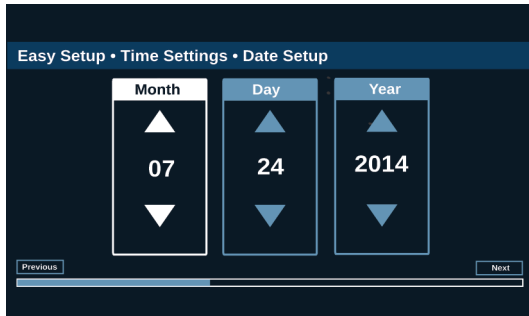 Easy Setup • Time Settings • Date Setup
Month Day Year
07 24 2014
Previous Next